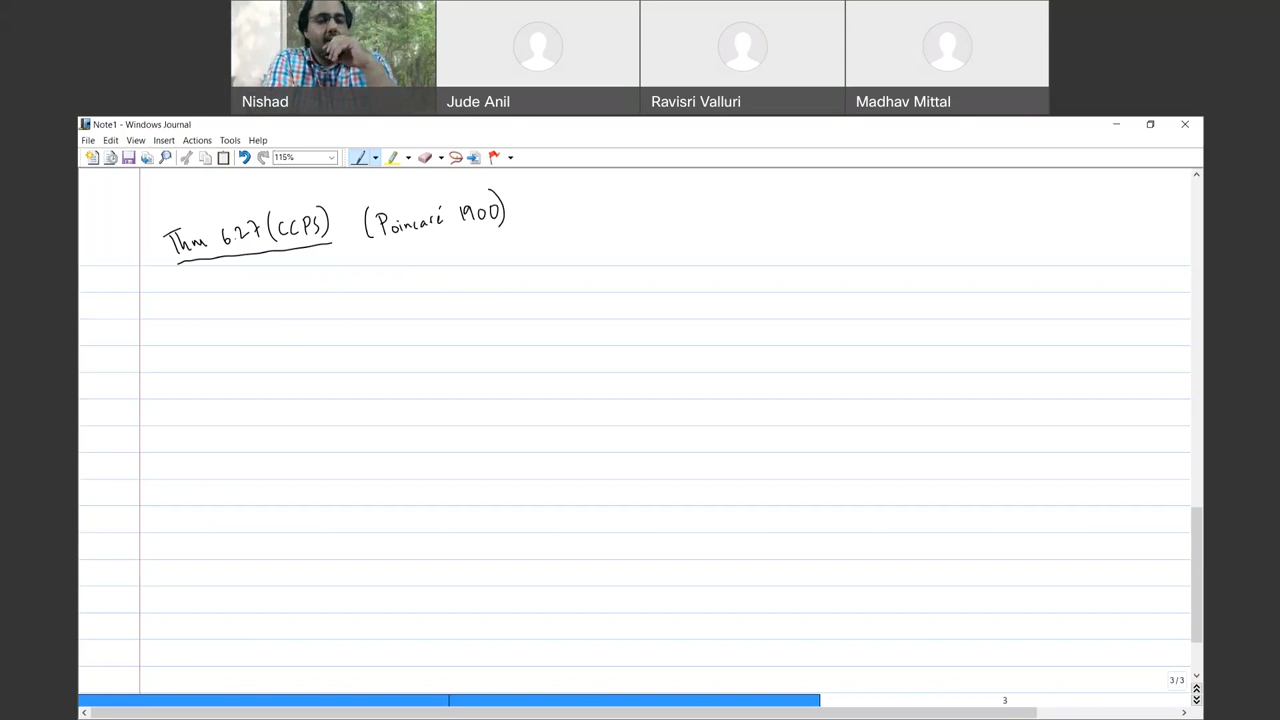 Nishad
Jude Anil
Ravisri Valluri
Madhav Mittal
Note1 - Windows Journal
File Edit View Insert Actions Tools Help
115%
Thm 6.27 (CCPS) (Poincaré 1900)
3/3
3